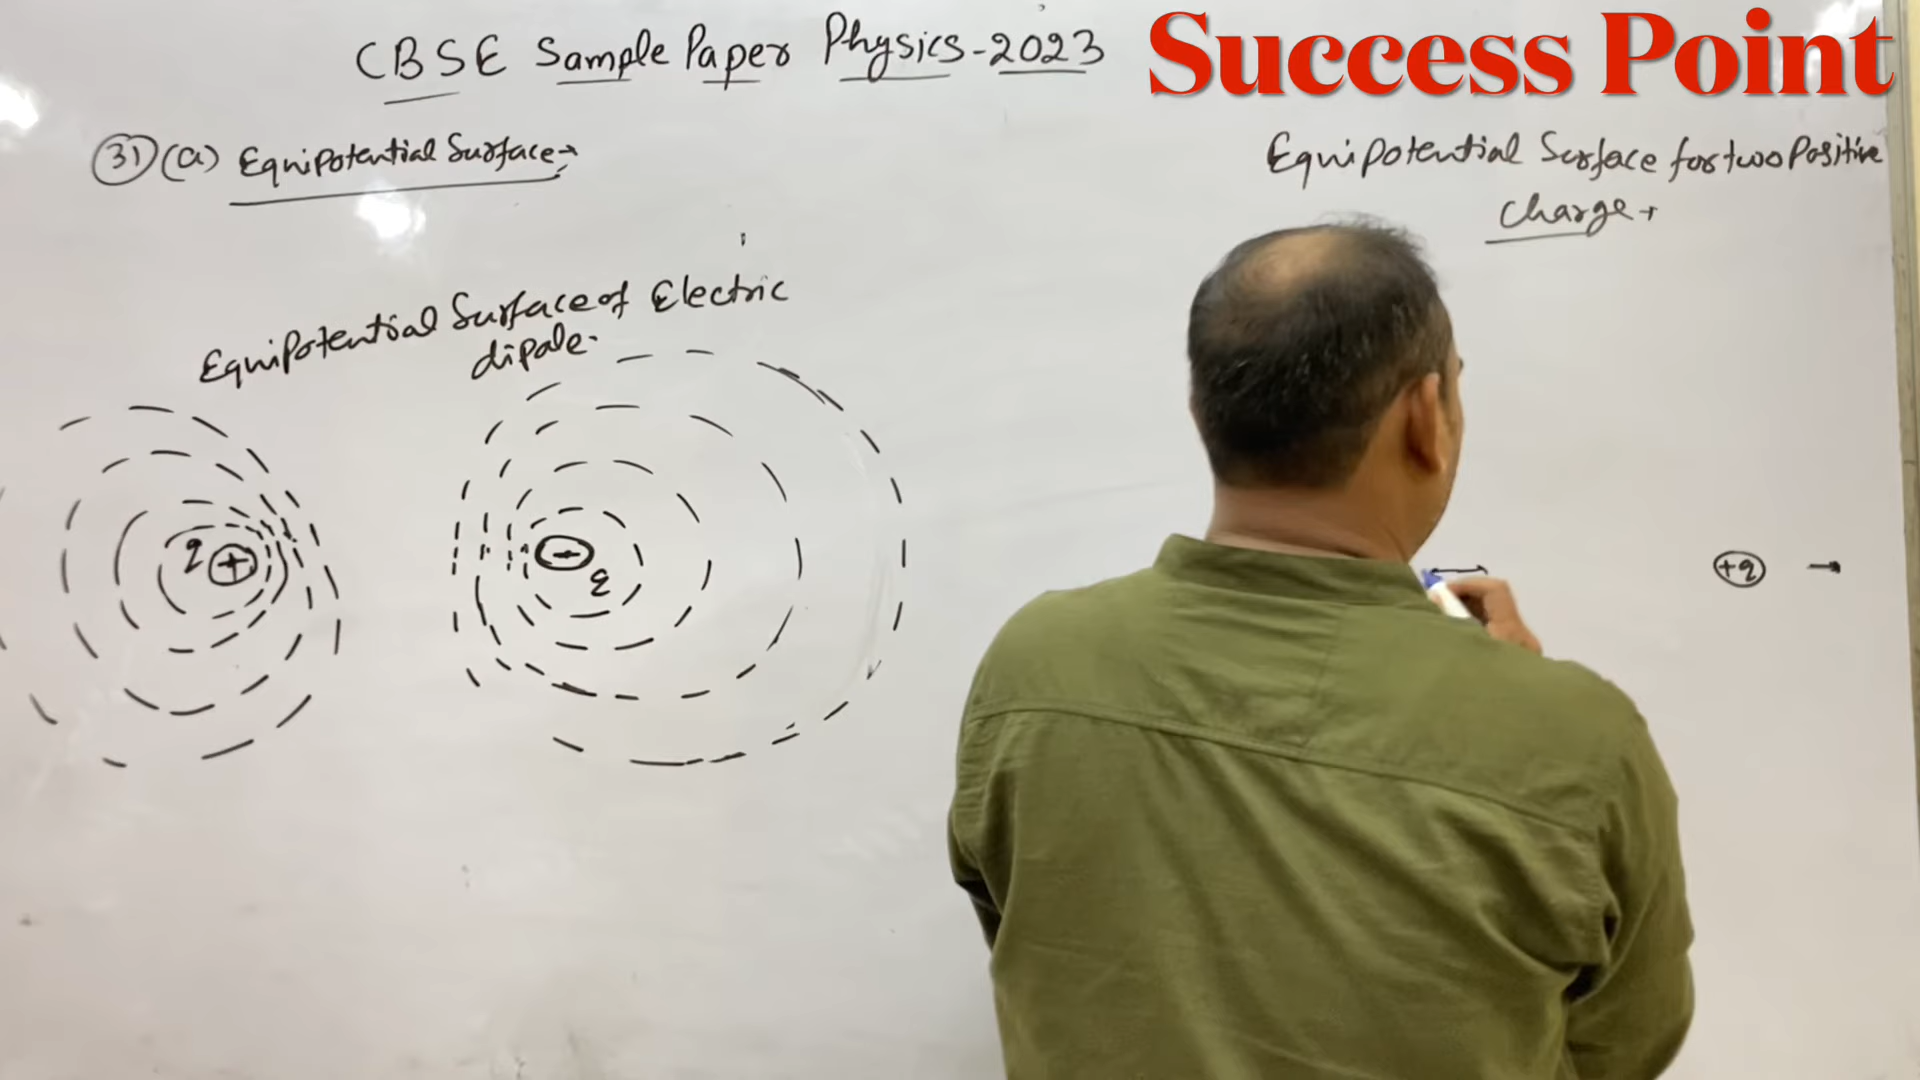 CBSE Sample Paper Physics-2023
Success Point
31 (a) Equipotential Surface→
Equipotential Surface of Electric
dipole.
q +
-
q
Equipotential Surface for two Positive
Charge→
+q →